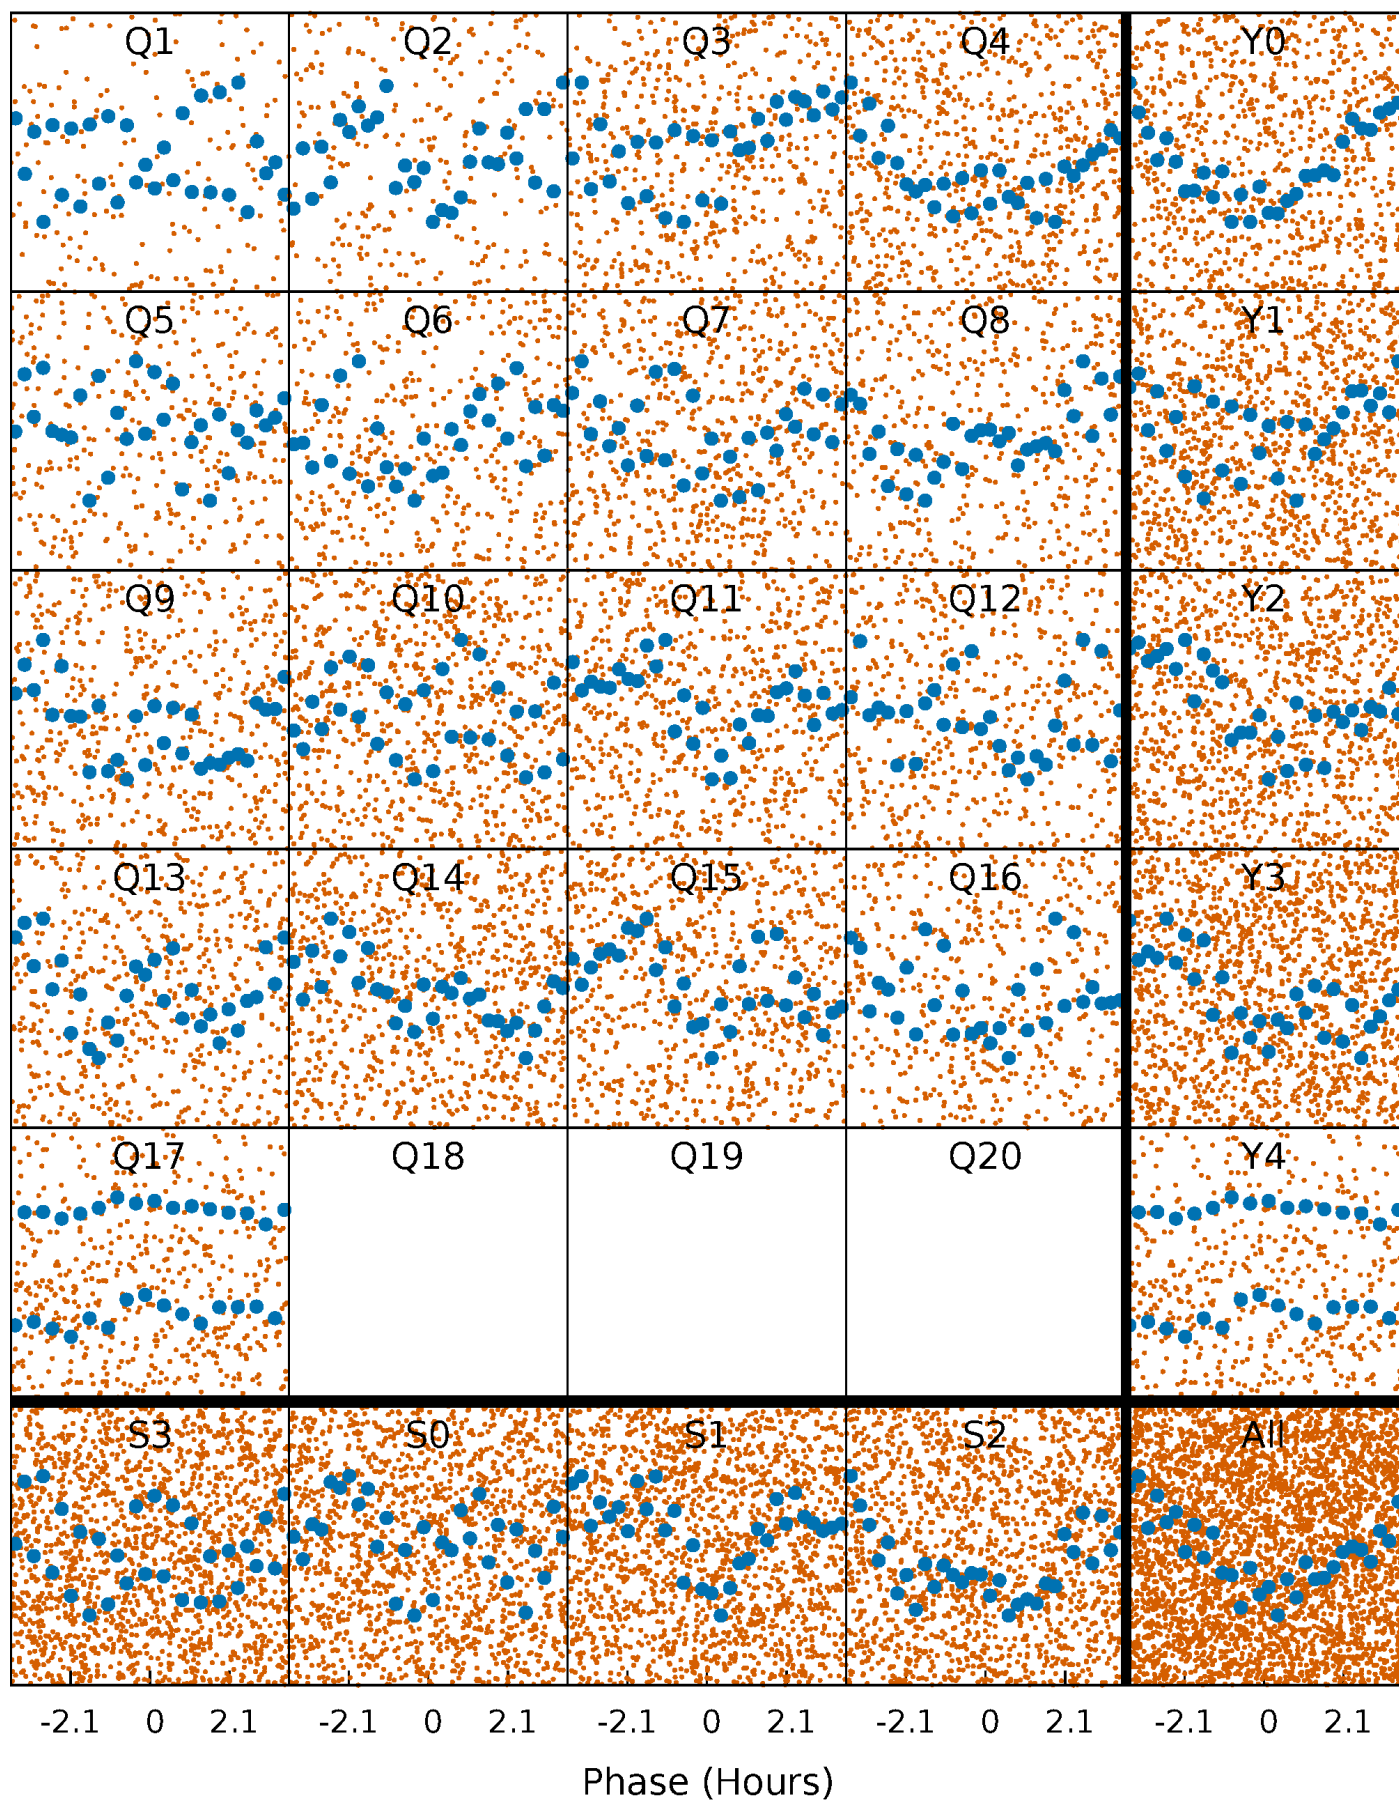 Q1 Q2 Q3 Q4 Y0
Q5 Q6 Q7 Q8 Y1
Q9 Q10 Q11 Q12 Y2
Q13 Q14 Q15 Q16 Y3
Q17 Q18 Q19 Q20 Y4
S3 S0 S1 S2 All
-2.1 0 2.1 -2.1 0 2.1 -2.1 0 2.1 -2.1 0 2.1 -2.1 0 2.1
Phase (Hours)